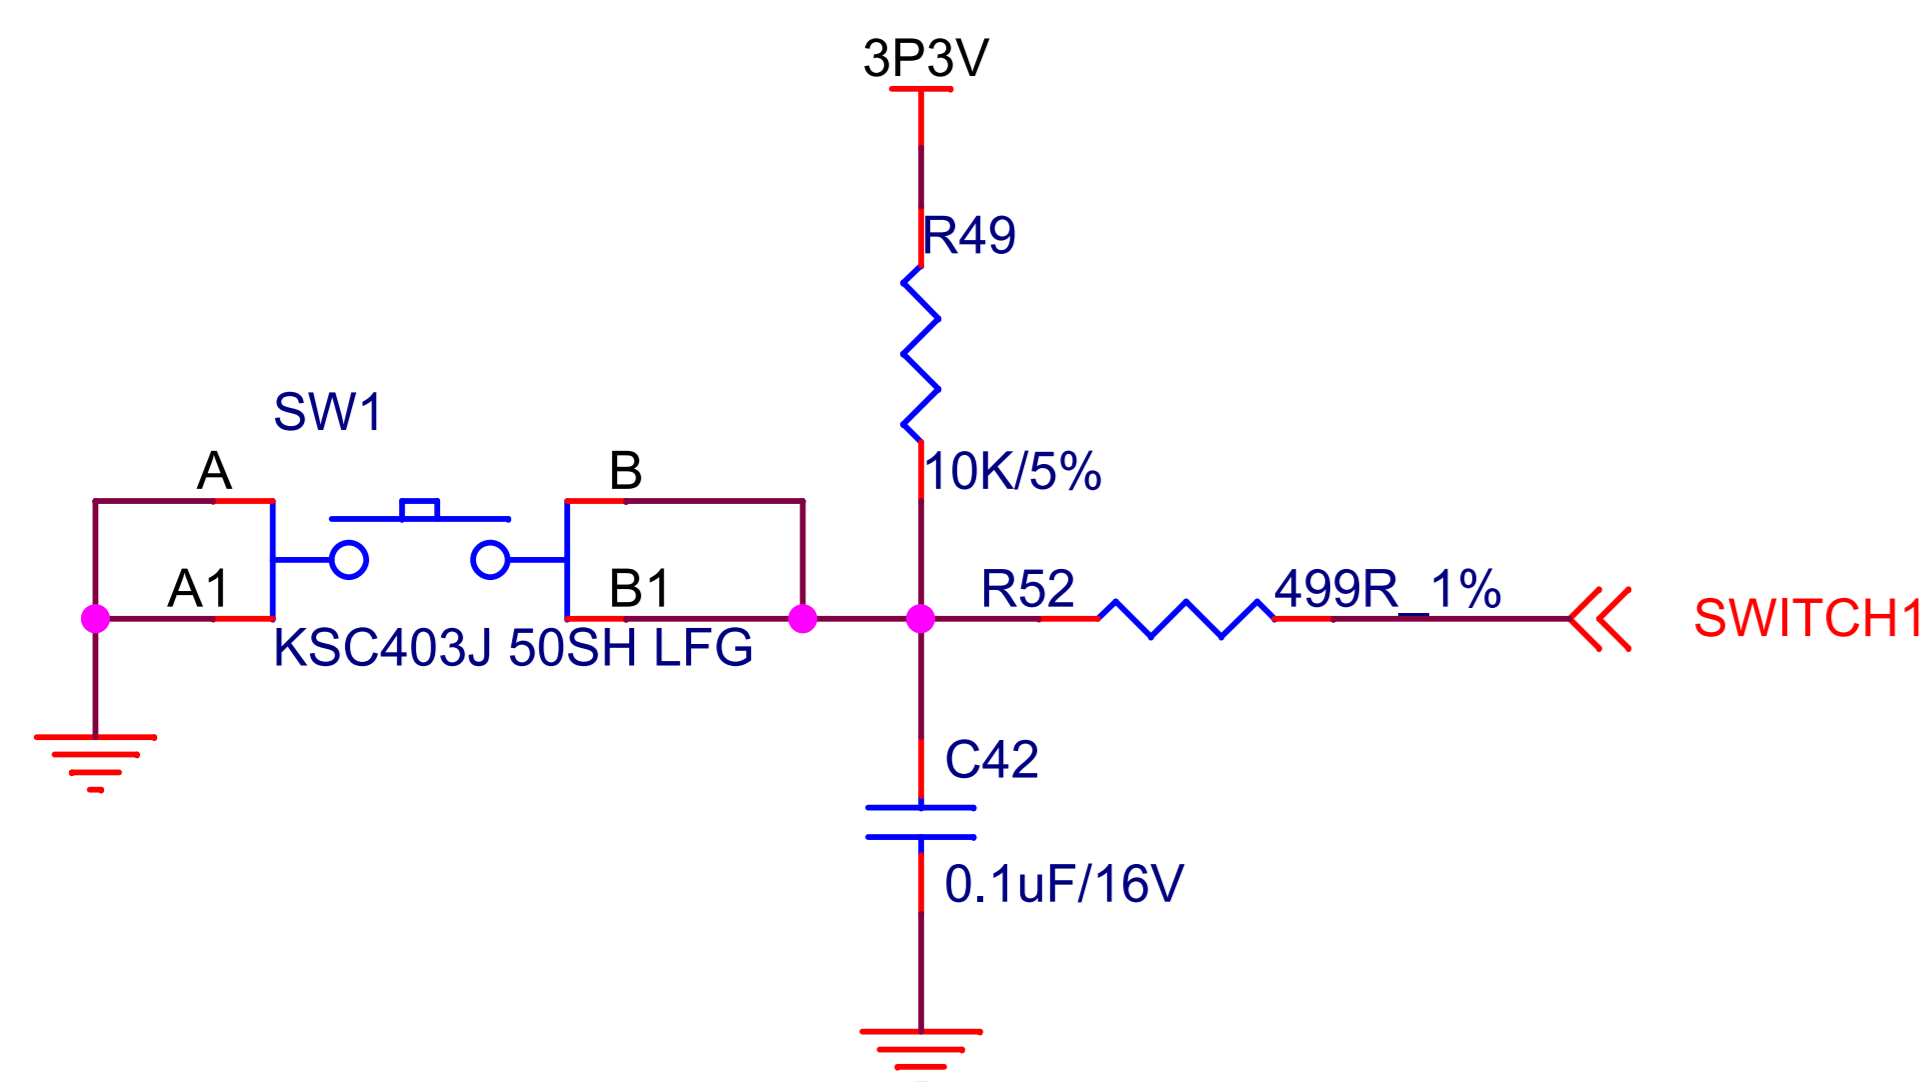 3P3V
R49
SW1
A
B
10K/5%
A1
B1
R52
499R_1%
SWITCH1
KSC403J 50SH LFG
C42
0.1uF/16V